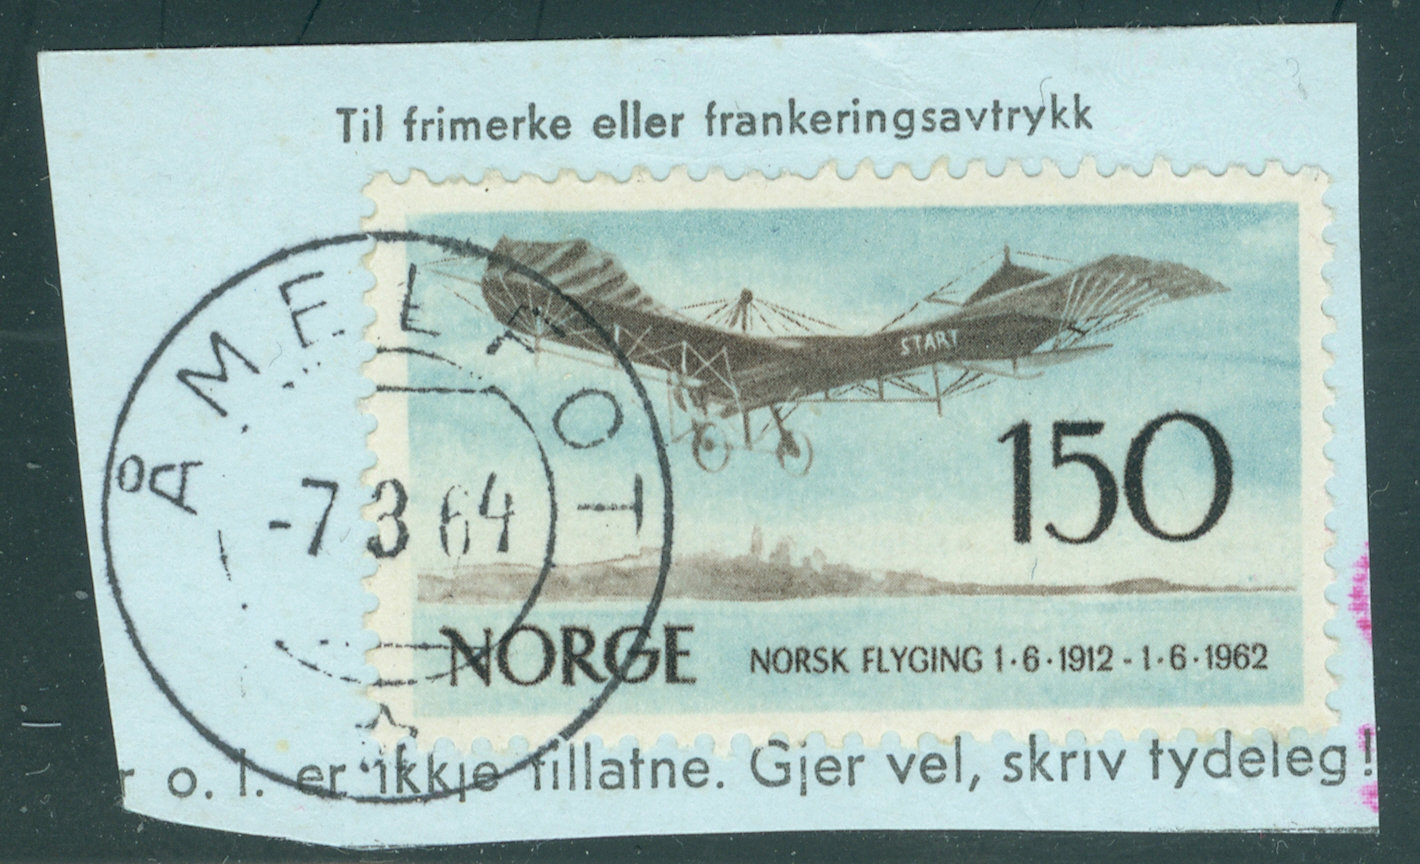 Til frimerke eller frankeringsavtrykk
START
150
ÅMELFOT
-7 3 64
NORGE
NORSK FLYGING 1·6·1912 - 1·6·1962
r o. l. er ikkje tillatne. Gjer vel, skriv tydeleg!